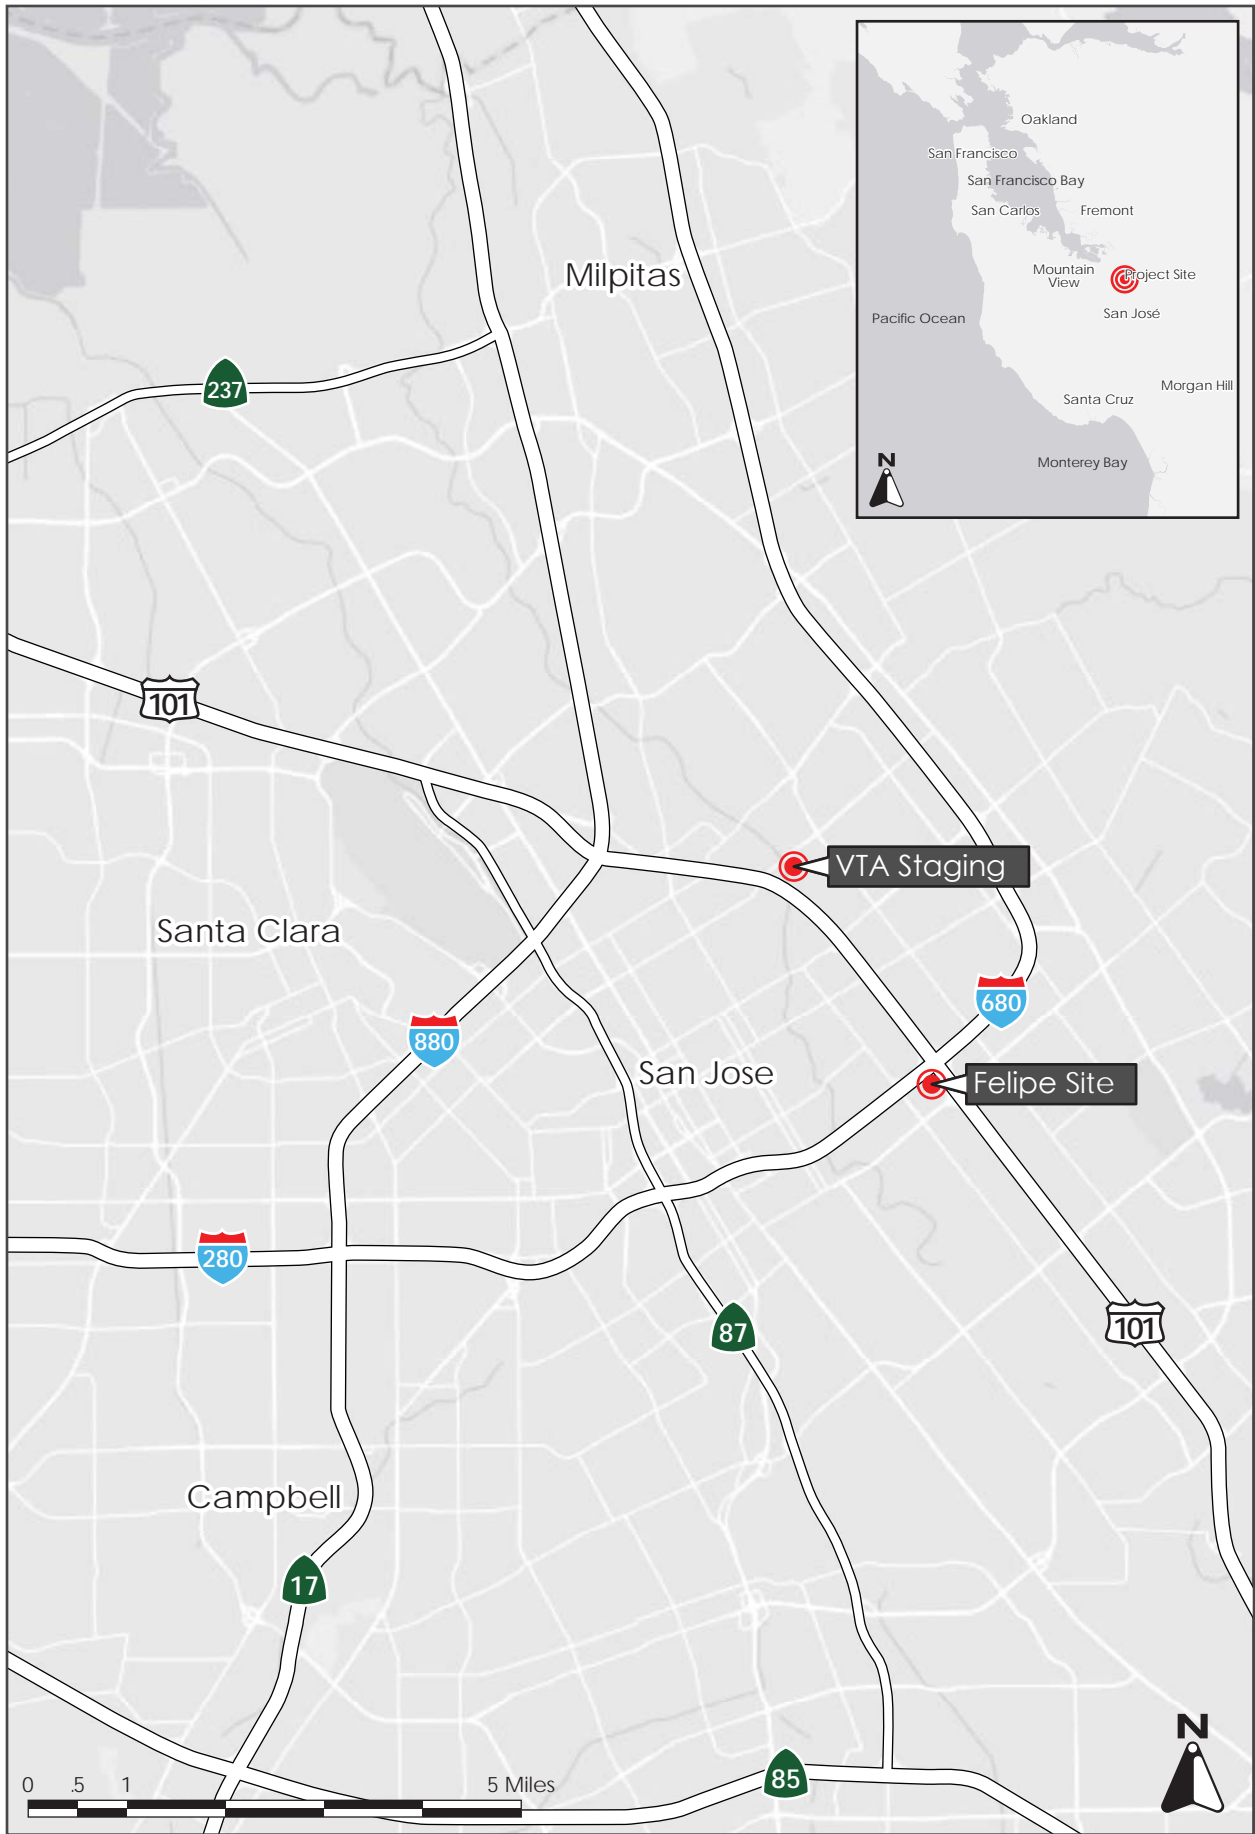 Oakland
San Francisco
San Francisco Bay
San Carlos
Fremont
Mountain
View
Project Site
San José
Pacific Ocean
Morgan Hill
Santa Cruz
Monterey Bay
N
Milpitas
237
101
VTA Staging
Santa Clara
680
880
San Jose
Felipe Site
280
87
101
Campbell
17
N
85
0 .5 1 5 Miles